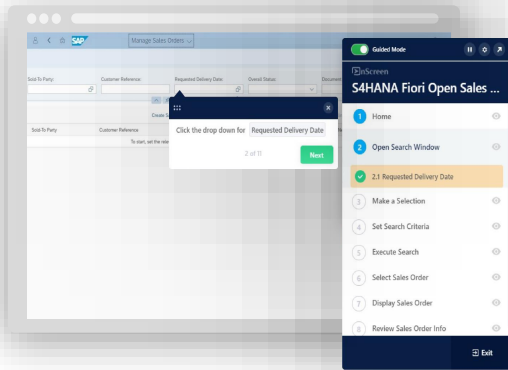 SAP
Manage Sales Orders
Sold-To Party:
Customer Reference:
Requested Delivery Date:
Overall Status:
Document
Create S
Sold-To Party
Customer Reference
To start, set the rele
Click the drop down for Requested Delivery Date
2 of 11
Next
Guided Mode
OnScreen
S4HANA Fiori Open Sales ...
1 Home
2 Open Search Window
2.1 Requested Delivery Date
3 Make a Selection
4 Set Search Criteria
5 Execute Search
6 Select Sales Order
7 Display Sales Order
8 Review Sales Order Info
Exit